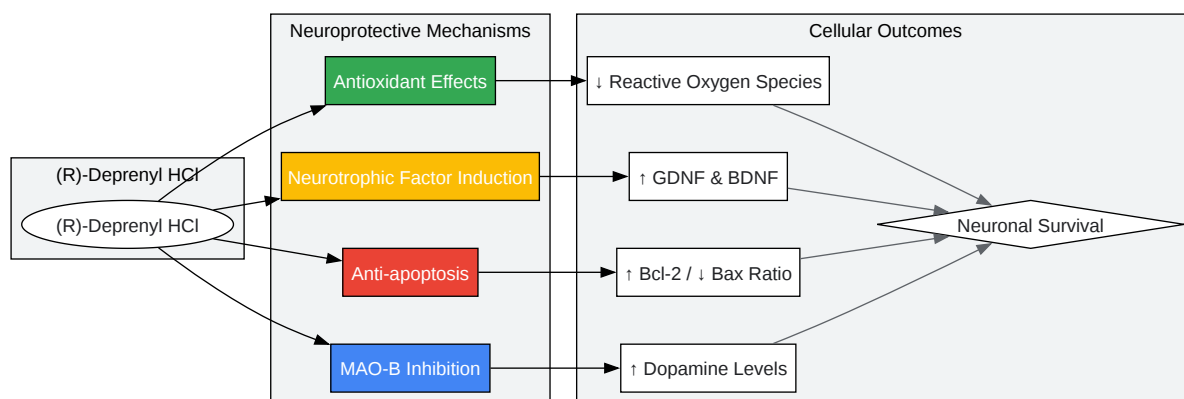 Neuroprotective Mechanisms
Cellular Outcomes
Antioxidant Effects
↓ Reactive Oxygen Species
(R)-Deprenyl HCl
Neurotrophic Factor Induction
↑ GDNF & BDNF
(R)-Deprenyl HCl
Neuronal Survival
Anti-apoptosis
↑ Bcl-2 / ↓ Bax Ratio
MAO-B Inhibition
↑ Dopamine Levels